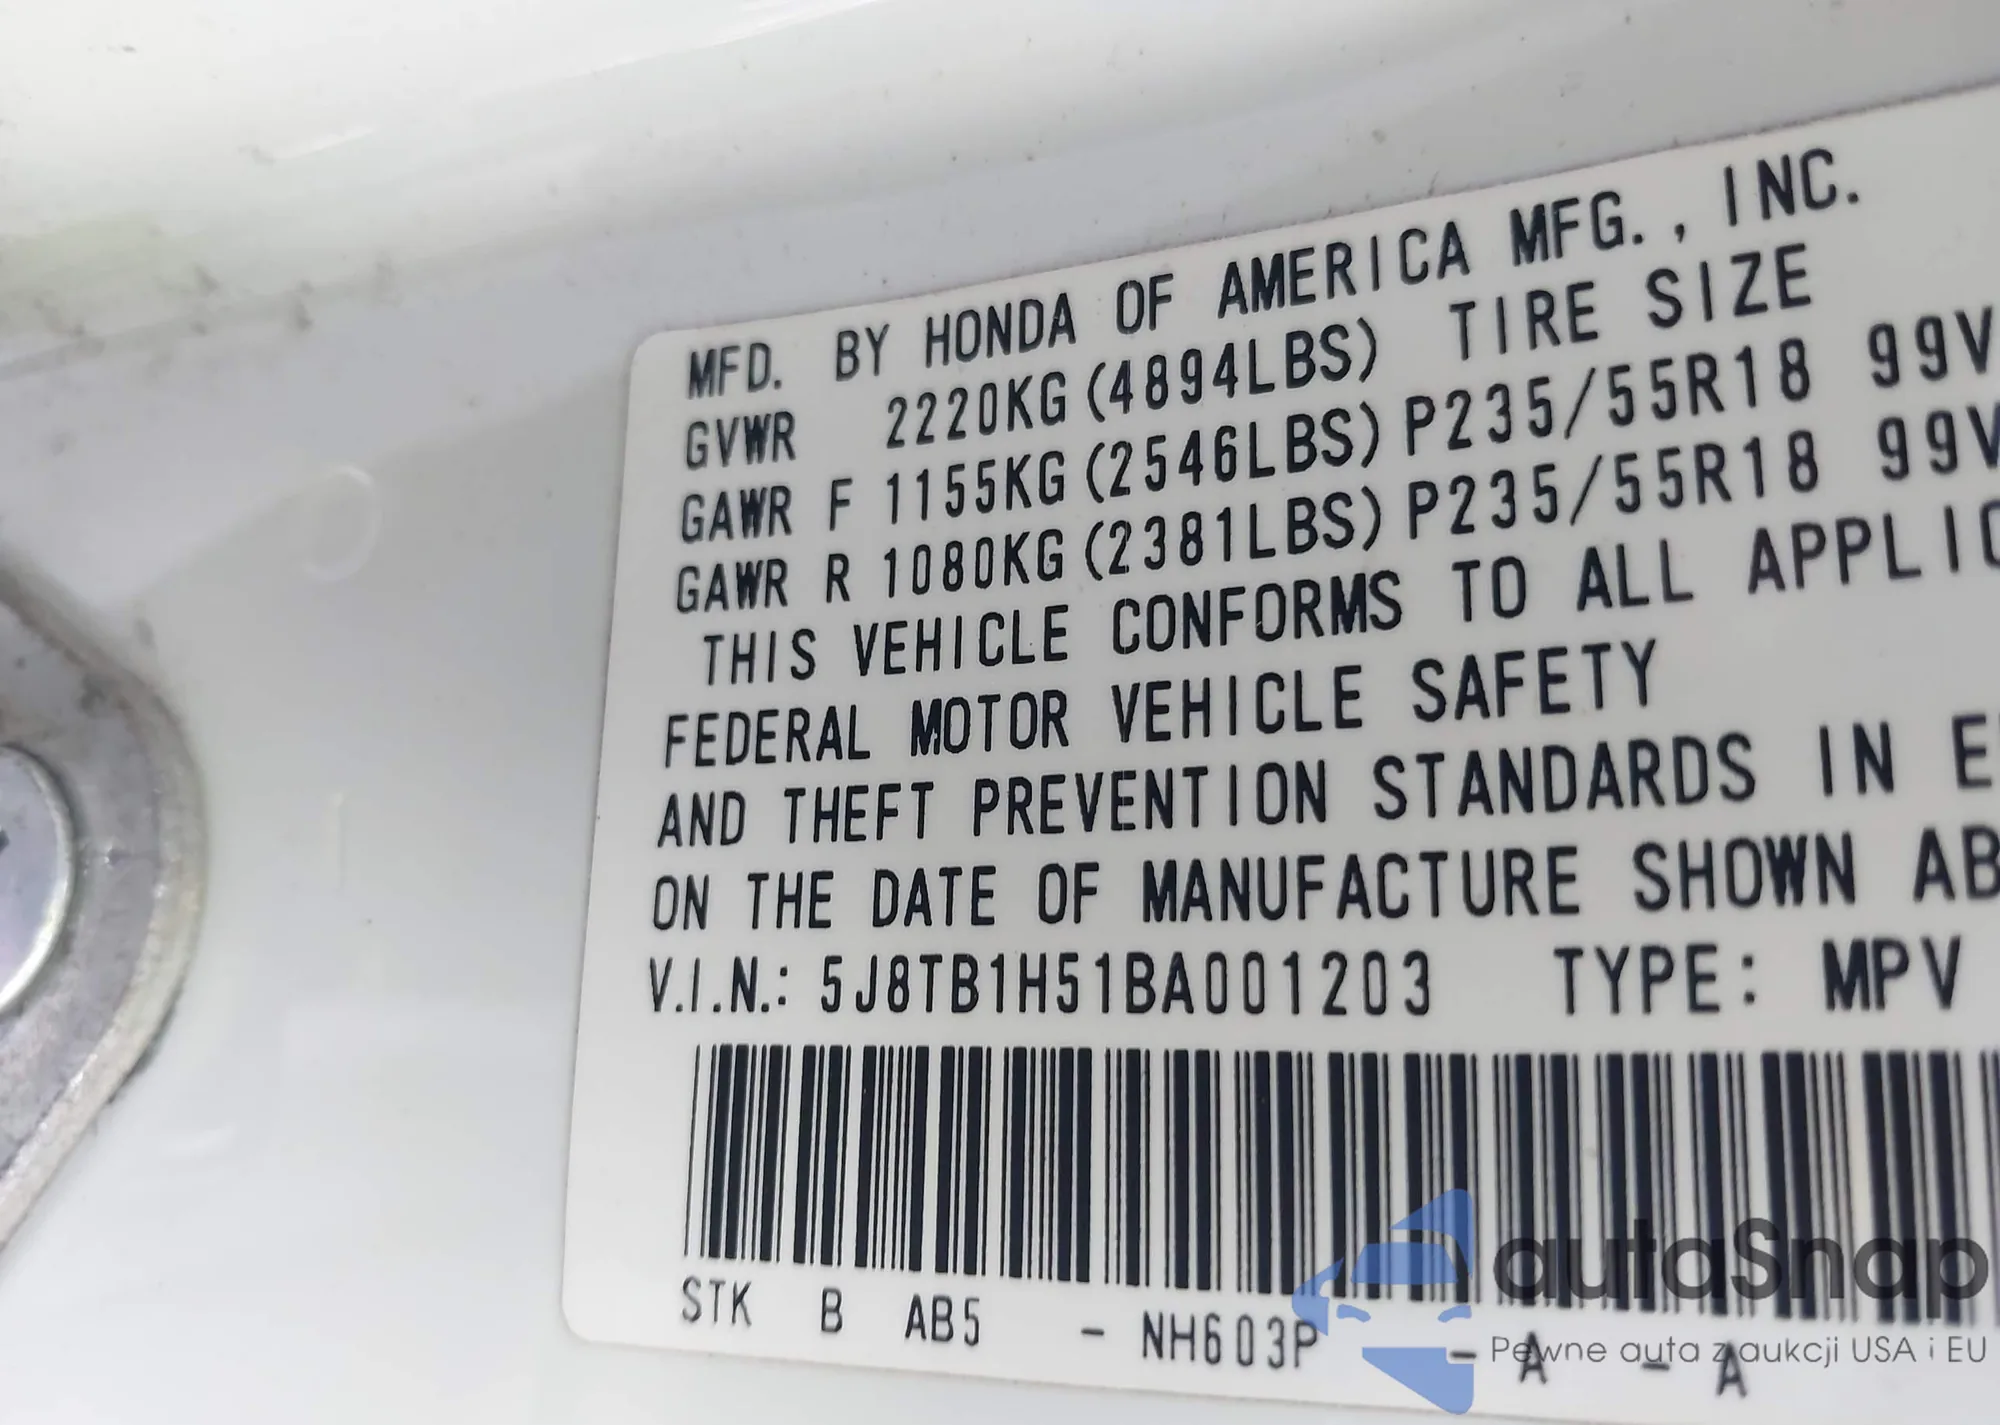 MFD. BY HONDA OF AMERICA MFG., INC.
GVWR 2220KG(4894LBS) TIRE SIZE
GAWR F 1155KG(2546LBS)P235/55R18 99V
GAWR R 1080KG(2381LBS)P235/55R18 99V
THIS VEHICLE CONFORMS TO ALL APPLIC
FEDERAL MOTOR VEHICLE SAFETY
AND THEFT PREVENTION STANDARDS IN E
ON THE DATE OF MANUFACTURE SHOWN AB
V.I.N.: 5J8TB1H51BA001203 TYPE: MPV
STK B AB5 - NH603P - A - A
autaSnap
Pewne auta z aukcji USA i EU